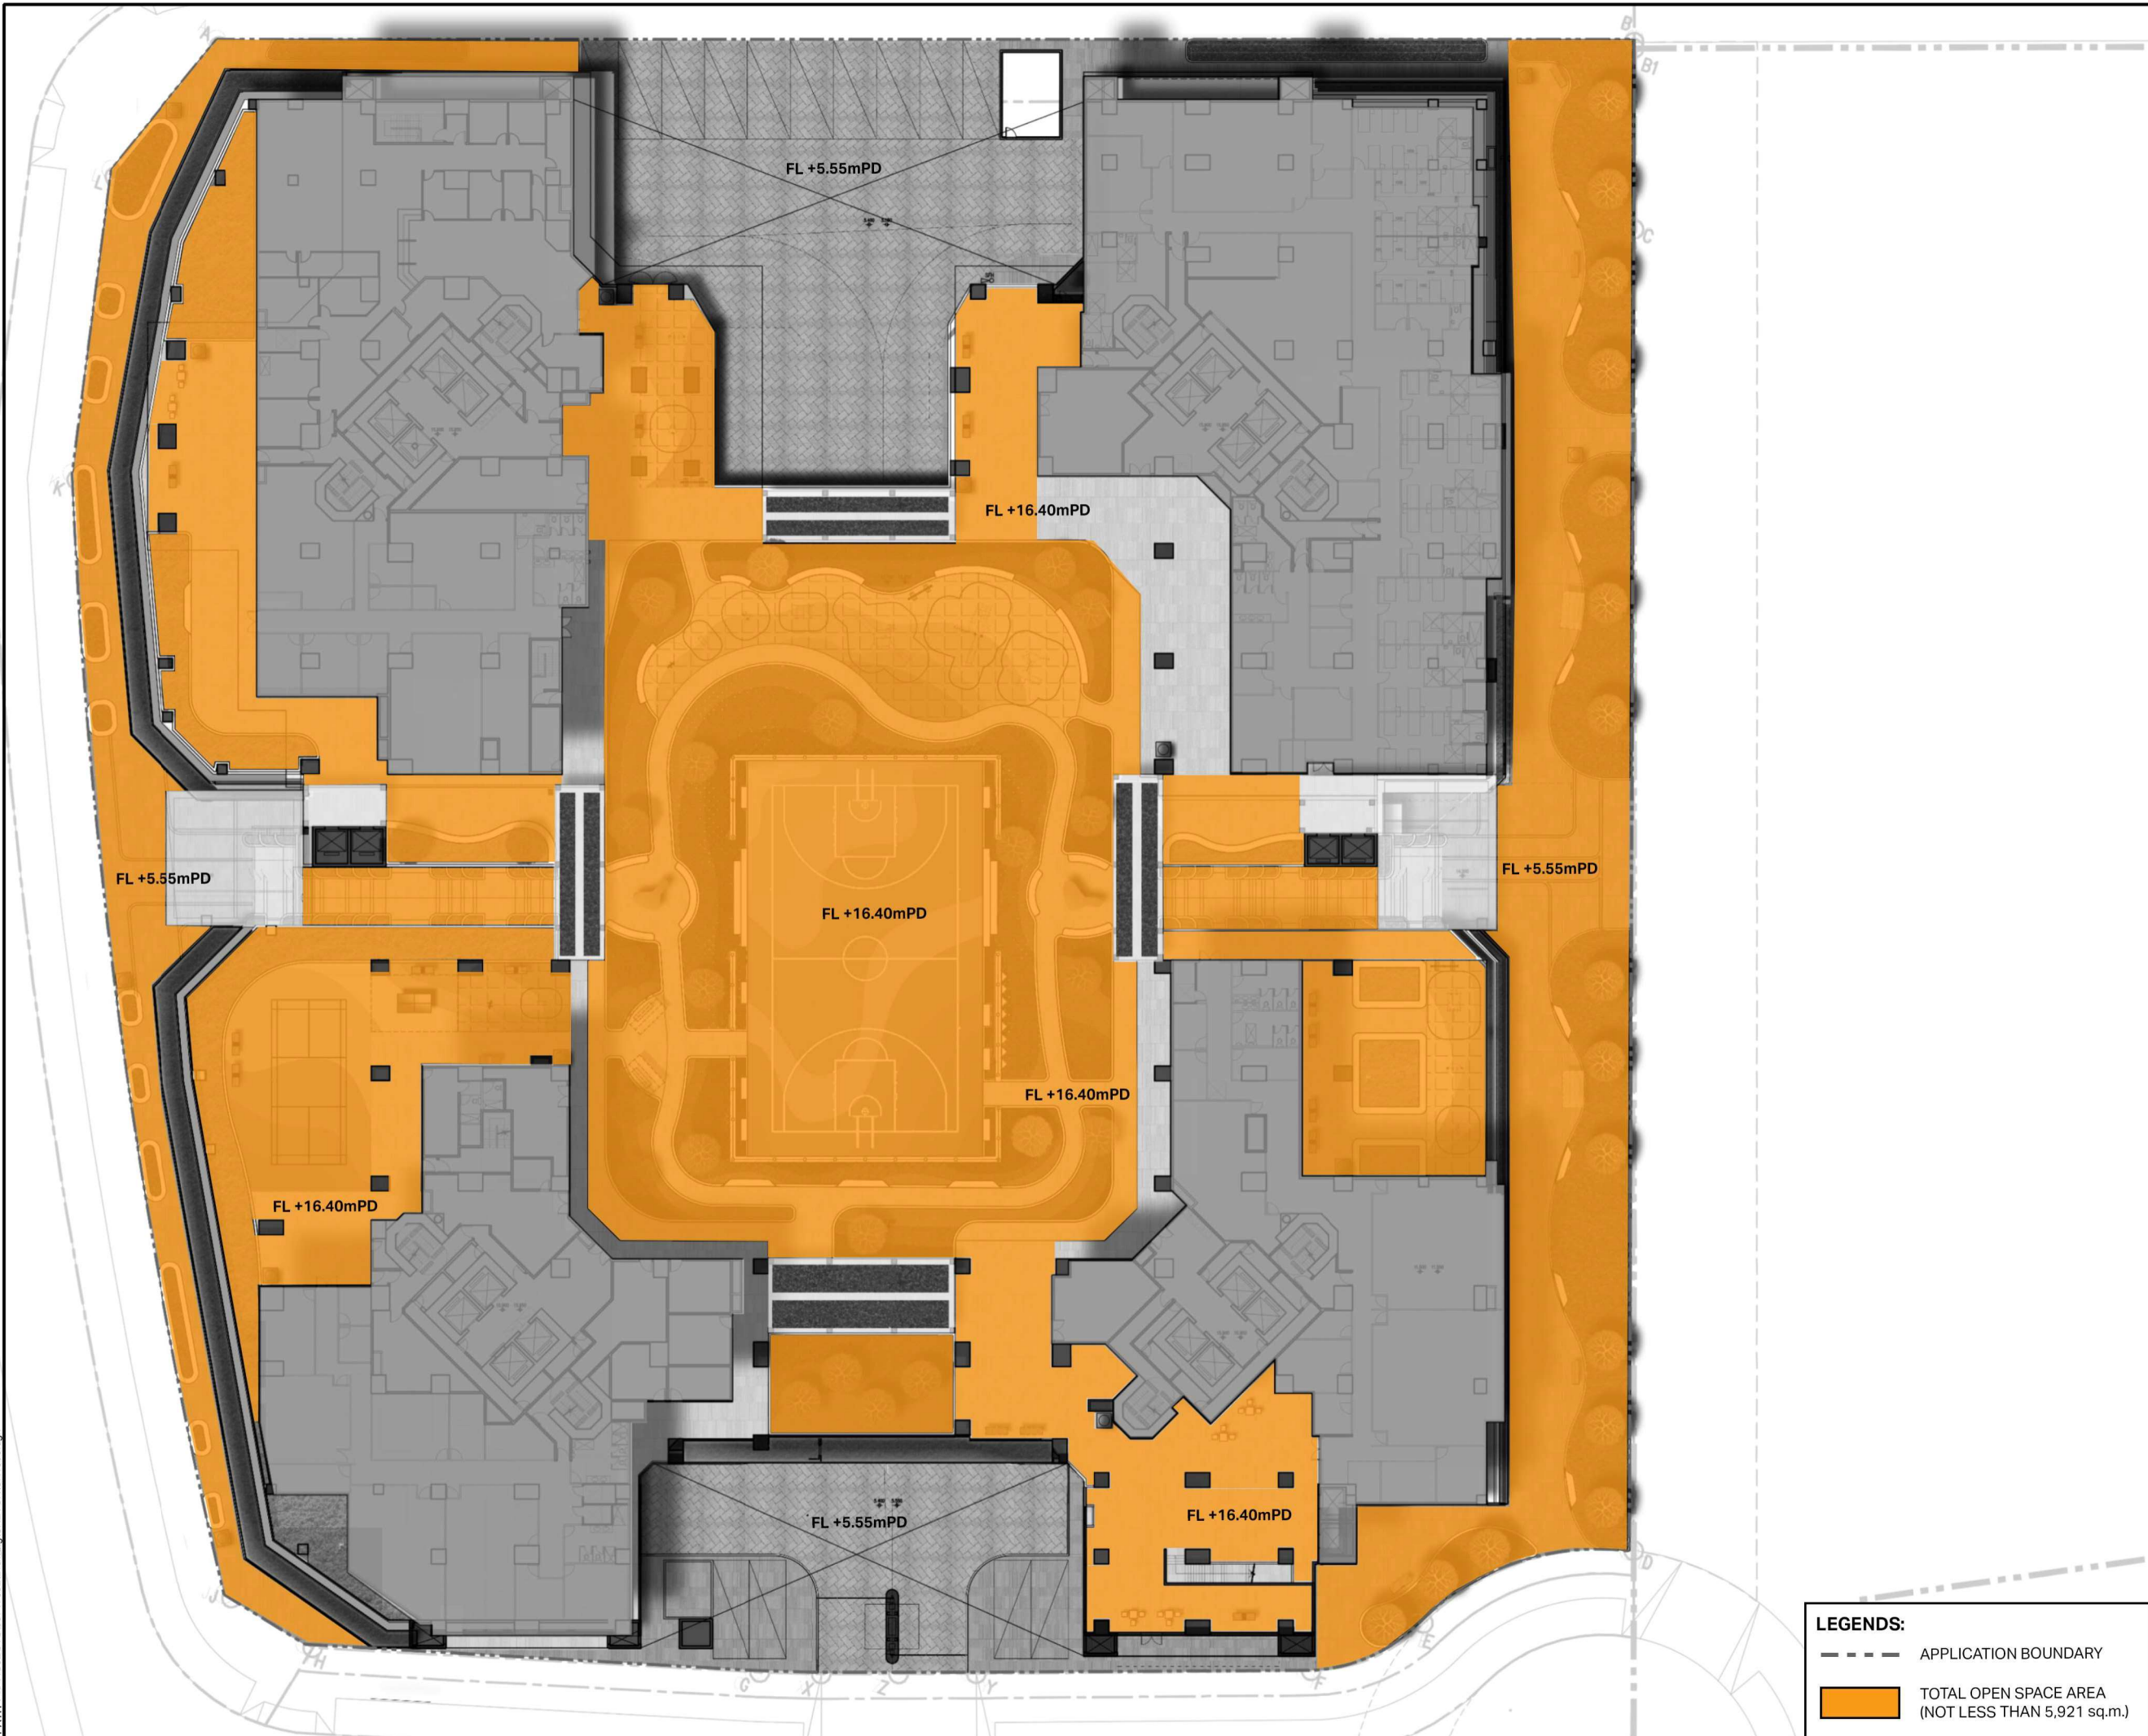 A
B
B1
L
C
FL +5.55mPD
K
FL +16.40mPD
FL +5.55mPD
FL +5.55mPD
FL +16.40mPD
FL +16.40mPD
FL +16.40mPD
FL +5.55mPD
FL +16.40mPD
D
J
E
H
G
X
Z
Y
F
LEGENDS:
APPLICATION BOUNDARY
TOTAL OPEN SPACE AREA
(NOT LESS THAN 5,921 sq.m.)